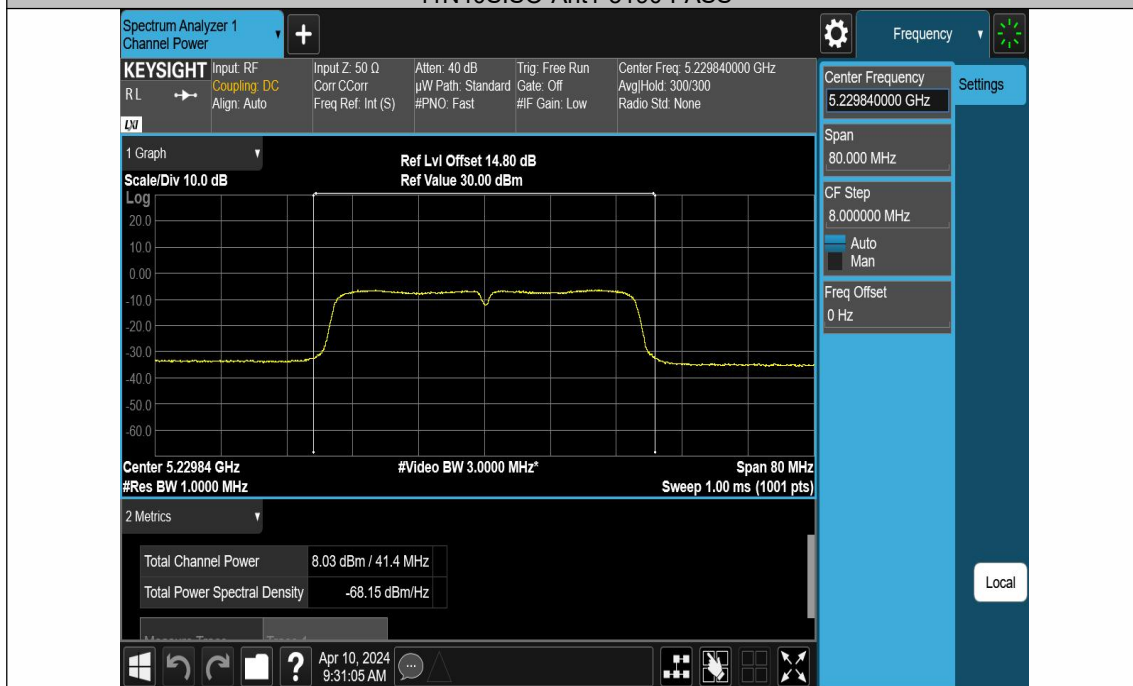 Spectrum Analyzer 1
Channel Power
Frequency
KEYSIGHT
RL
LXI
Input: RF
Coupling: DC
Align: Auto
Input Z: 50 Ω
Corr CCorr
Freq Ref: Int (S)
Atten: 40 dB
µW Path: Standard
#PNO: Fast
Trig: Free Run
Gate: Off
#IF Gain: Low
Center Freq: 5.229840000 GHz
Avg|Hold: 300/300
Radio Std: None
Center Frequency
5.229840000 GHz
Settings
Span
80.000 MHz
CF Step
8.000000 MHz
Auto
Man
Freq Offset
0 Hz
Local
1 Graph
Scale/Div 10.0 dB
Ref Lvl Offset 14.80 dB
Ref Value 30.00 dBm
Log
20.0
10.0
0.00
-10.0
-20.0
-30.0
-40.0
-50.0
-60.0
Center 5.22984 GHz
#Video BW 3.0000 MHz*
Span 80 MHz
#Res BW 1.0000 MHz
Sweep 1.00 ms (1001 pts)
2 Metrics
Total Channel Power 8.03 dBm / 41.4 MHz
Total Power Spectral Density -68.15 dBm/Hz
?
Apr 10, 2024
9:31:05 AM